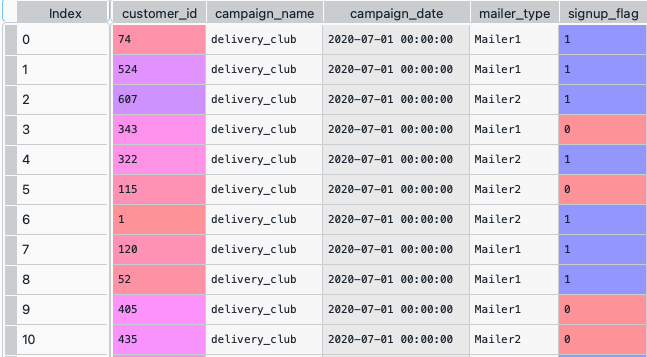 Index customer_id campaign_name campaign_date mailer_type signup_flag
0 74 delivery_club 2020-07-01 00:00:00 Mailer1 1
1 524 delivery_club 2020-07-01 00:00:00 Mailer1 1
2 607 delivery_club 2020-07-01 00:00:00 Mailer2 1
3 343 delivery_club 2020-07-01 00:00:00 Mailer1 0
4 322 delivery_club 2020-07-01 00:00:00 Mailer2 1
5 115 delivery_club 2020-07-01 00:00:00 Mailer2 0
6 1 delivery_club 2020-07-01 00:00:00 Mailer2 1
7 120 delivery_club 2020-07-01 00:00:00 Mailer1 1
8 52 delivery_club 2020-07-01 00:00:00 Mailer1 1
9 405 delivery_club 2020-07-01 00:00:00 Mailer1 0
10 435 delivery_club 2020-07-01 00:00:00 Mailer2 0